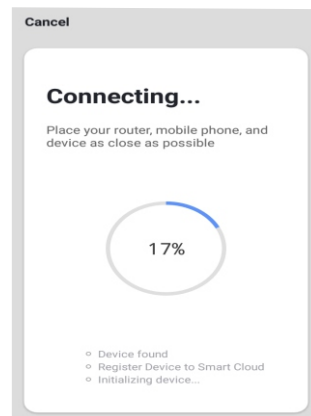 Cancel
Connecting...
Place your router, mobile phone, and
device as close as possible
17%
Device found
Register Device to Smart Cloud
Initializing device...